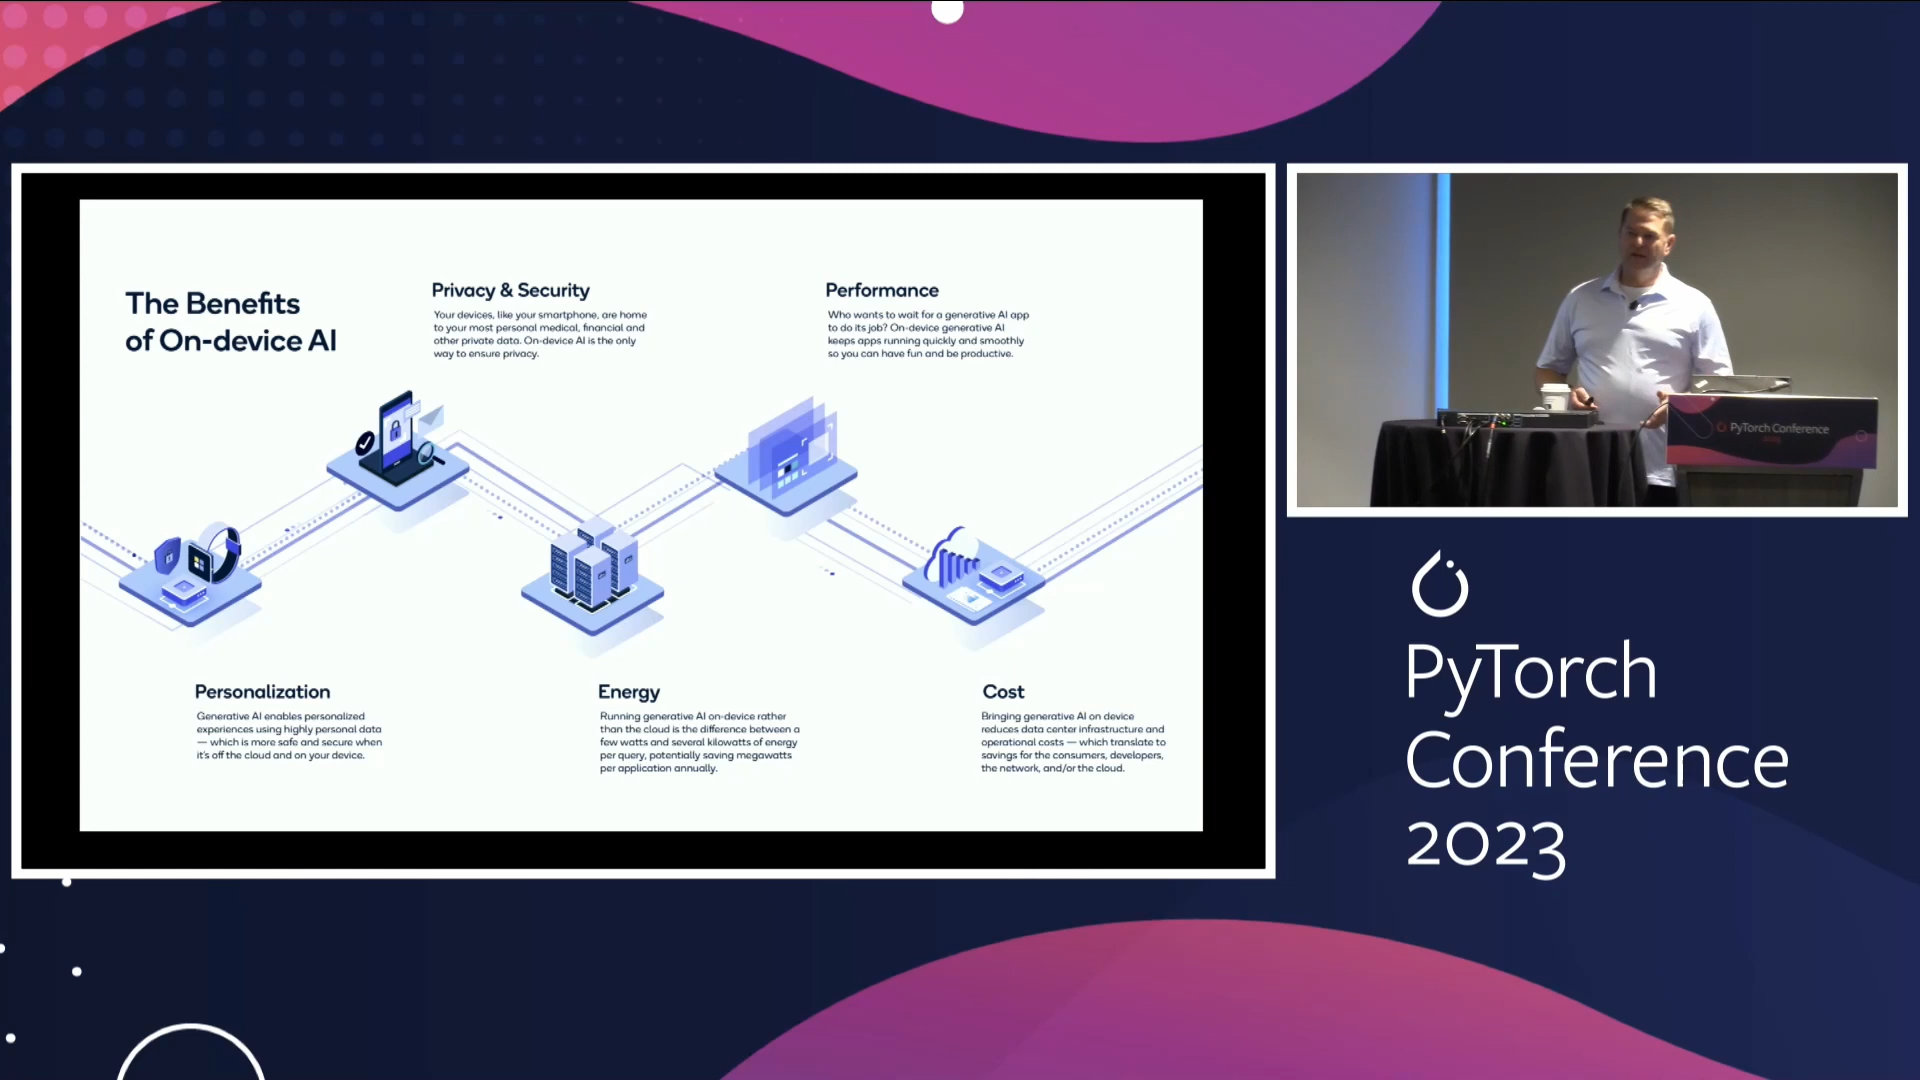 The Benefits
of On-device AI
Privacy & Security
Your devices, like your smartphone, are home
to your most personal medical, financial and
other private data. On-device AI is the only
way to ensure privacy.
Performance
Who wants to wait for a generative AI app
to do its job? On-device generative AI
keeps apps running quickly and smoothly
so you can have fun and be productive.
Personalization
Generative AI enables personalized
experiences using highly personal data
— which is more safe and secure when
it's off the cloud and on your device.
Energy
Running generative AI on-device rather
than the cloud is the difference between a
few watts and several kilowatts of energy
per query, potentially saving megawatts
per application annually.
Cost
Bringing generative AI on device
reduces data center infrastructure and
operational costs — which translate to
savings for the consumers, developers,
the network, and/or the cloud.
PyTorch Conference
2023
PyTorch
Conference
2023